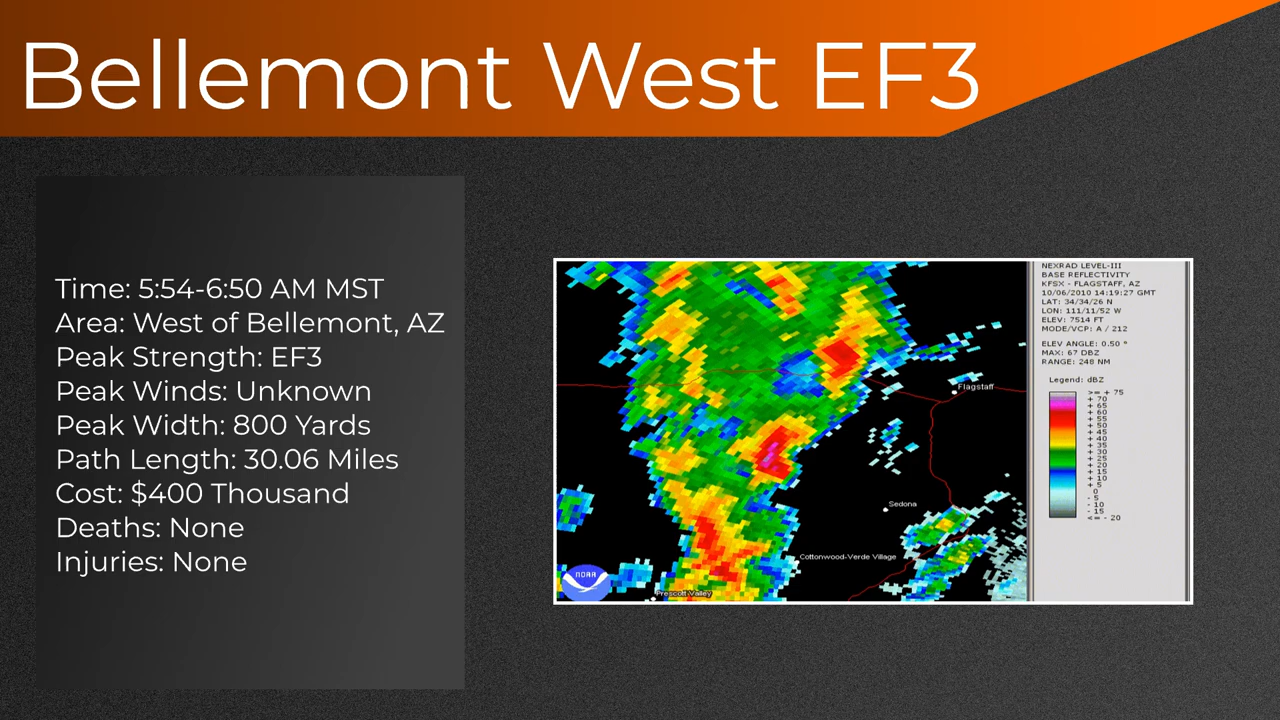 Bellemont West EF3
Time: 5:54-6:50 AM MST
Area: West of Bellemont, AZ
Peak Strength: EF3
Peak Winds: Unknown
Peak Width: 800 Yards
Path Length: 30.06 Miles
Cost: $400 Thousand
Deaths: None
Injuries: None
NEXRAD LEVEL-III
BASE REFLECTIVITY
KFSX - FLAGSTAFF, AZ
10/06/2010 14:19:27 GMT
LAT: 34/34/26 N
LON: 111/11/52 W
ELEV: 7514 FT
MODE/VCP: A / 212
ELEV ANGLE: 0.50 °
MAX: 67 DBZ
RANGE: 248 NM
Legend: dBZ
>= + 75
+ 70
+ 65
+ 60
+ 55
+ 50
+ 45
+ 40
+ 35
+ 30
+ 25
+ 20
+ 15
+ 10
+ 5
0
- 5
- 10
- 15
<= - 20
Flagstaff
Sedona
Cottonwood-Verde Village
Prescott Valley
NOAA